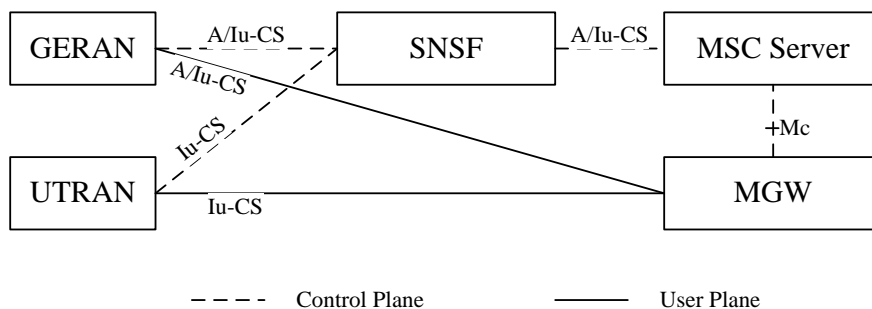 A/Iu-CS
A/Iu-CS
GERAN
SNSF
MSC Server
A/Iu-CS
Iu-CS
Mc
UTRAN
MGW
Iu-CS
Control Plane
User Plane